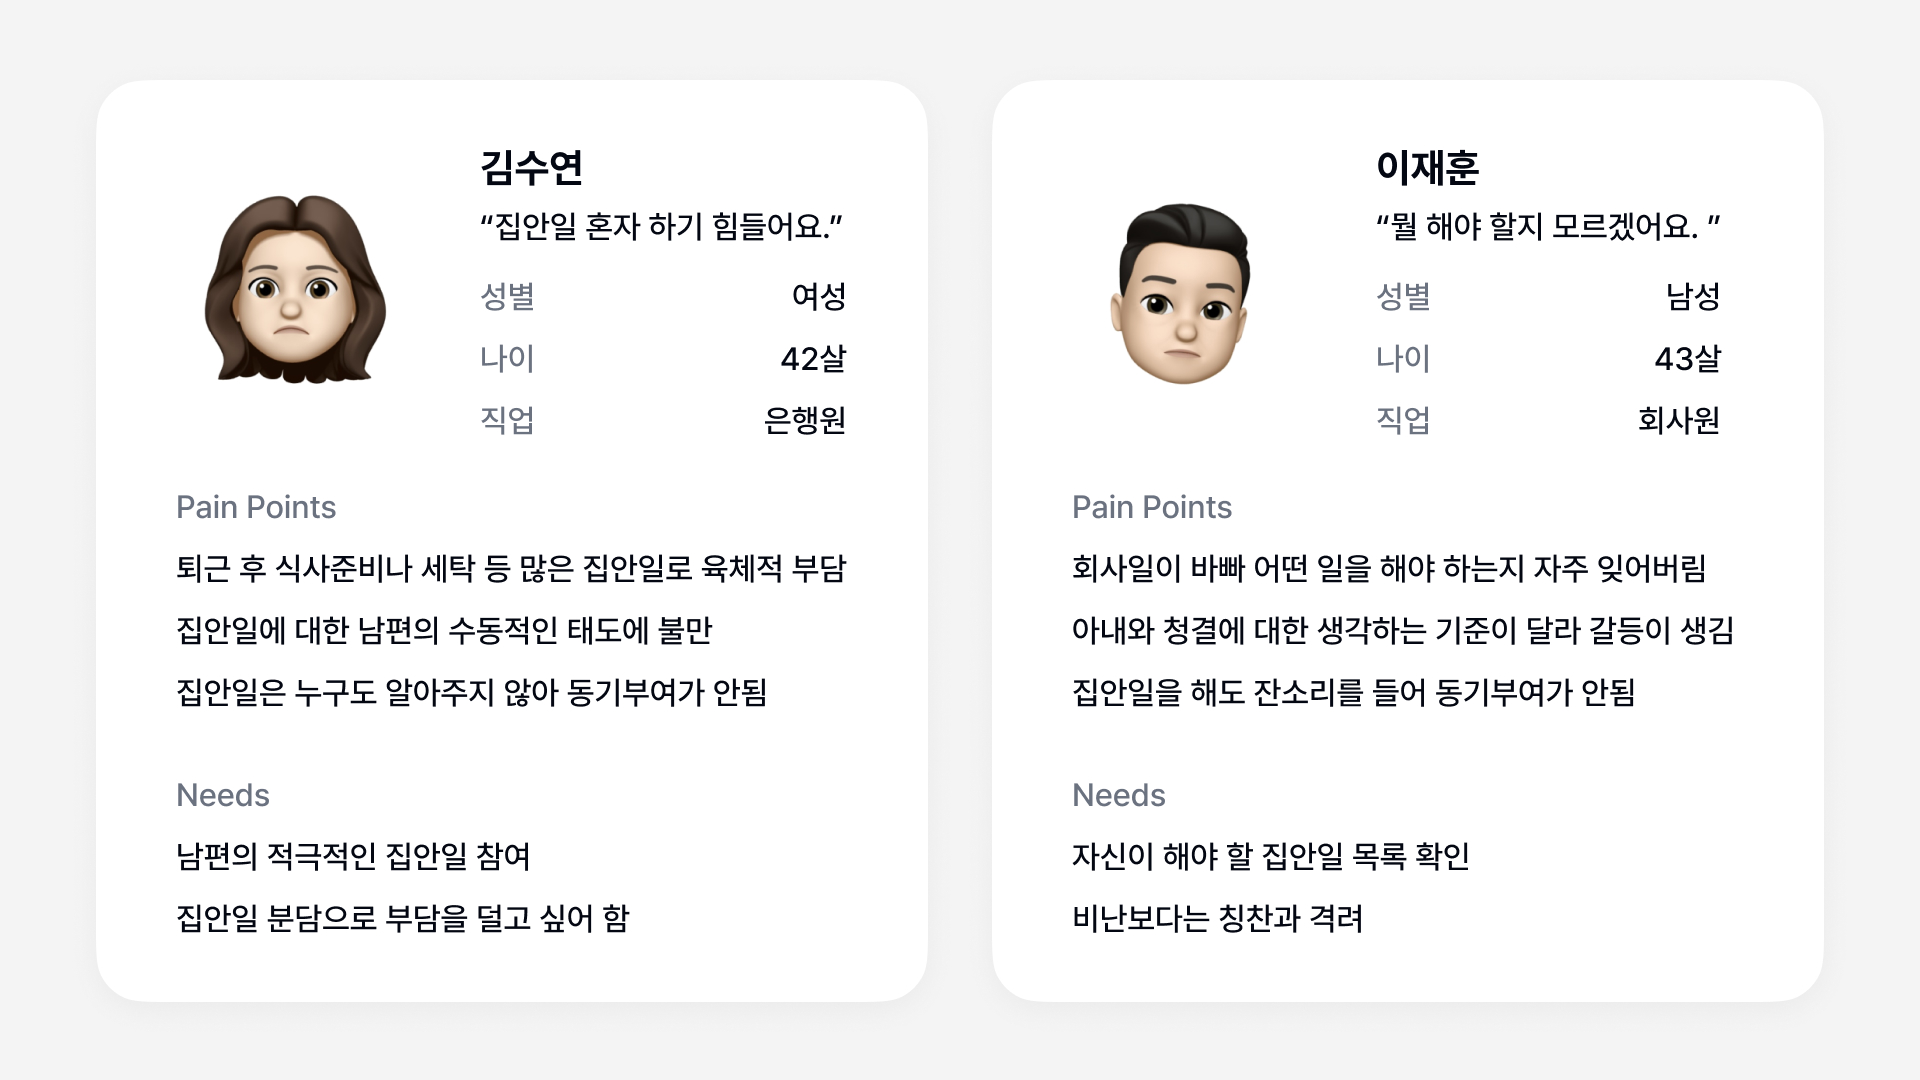 김수연
“집안일 혼자 하기 힘들어요.”
성별 여성
나이 42살
직업 은행원
Pain Points
퇴근 후 식사준비나 세탁 등 많은 집안일로 육체적 부담
집안일에 대한 남편의 수동적인 태도에 불만
집안일은 누구도 알아주지 않아 동기부여가 안됨
Needs
남편의 적극적인 집안일 참여
집안일 분담으로 부담을 덜고 싶어 함
이재훈
“뭘 해야 할지 모르겠어요. ”
성별 남성
나이 43살
직업 회사원
Pain Points
회사일이 바빠 어떤 일을 해야 하는지 자주 잊어버림
아내와 청결에 대한 생각하는 기준이 달라 갈등이 생김
집안일을 해도 잔소리를 들어 동기부여가 안됨
Needs
자신이 해야 할 집안일 목록 확인
비난보다는 칭찬과 격려